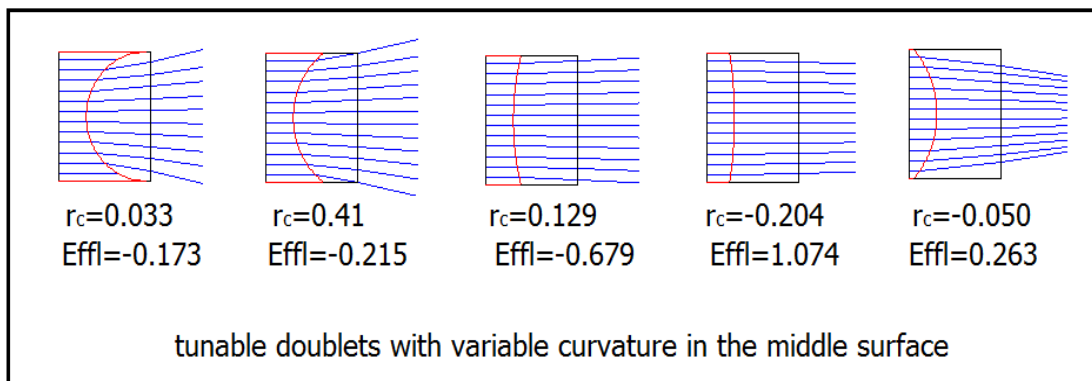 rc=0.033 rc=0.41 rc=0.129 rc=-0.204 rc=-0.050
Effl=-0.173 Effl=-0.215 Effl=-0.679 Effl=1.074 Effl=0.263
tunable doublets with variable curvature in the middle surface